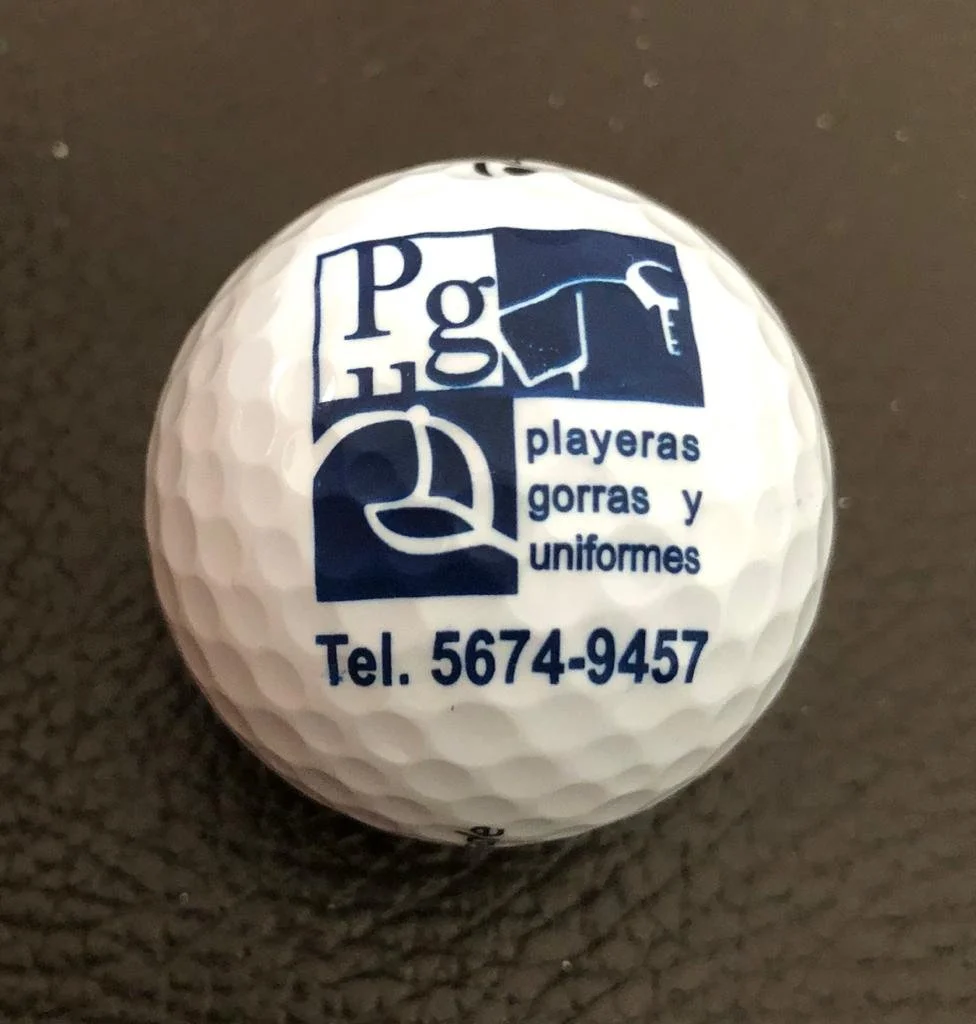 Pg
u
playeras
gorras y
uniformes
Tel. 5674-9457